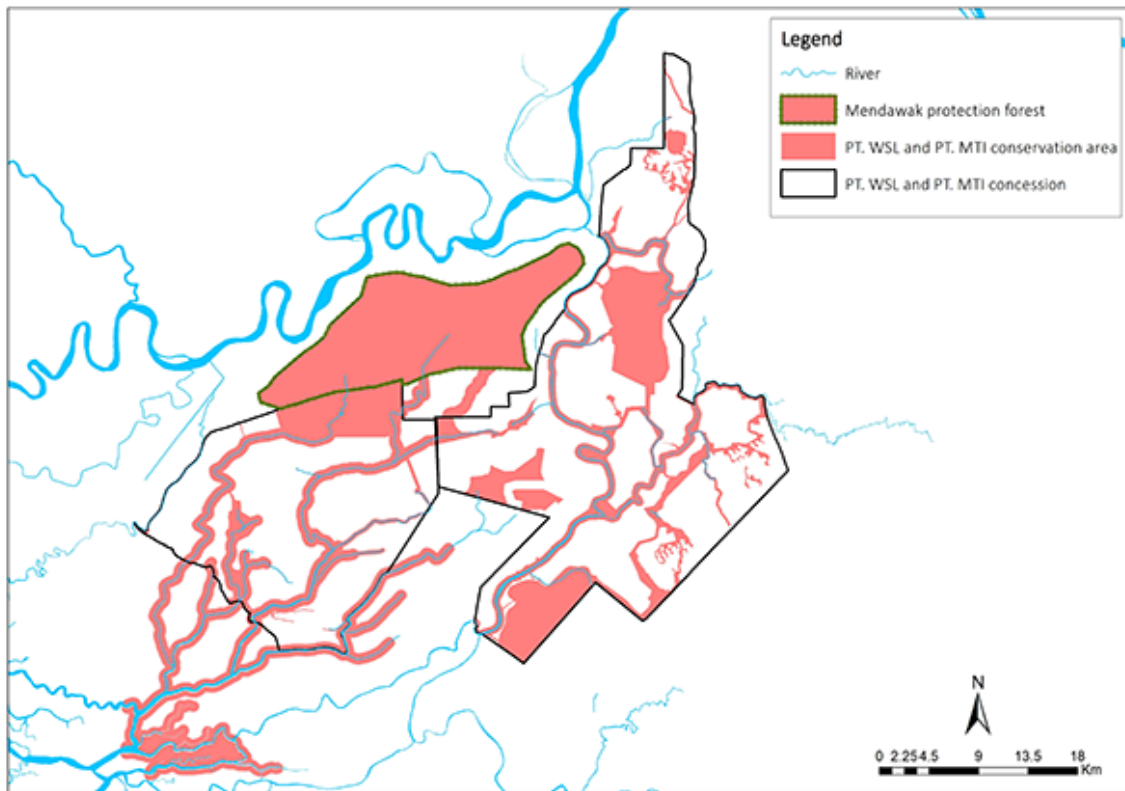 Legend
River
Mendawak protection forest
PT. WSL and PT. MTI conservation area
PT. WSL and PT. MTI concession
N
0 2.25 4.5 9 13.5 18
Km